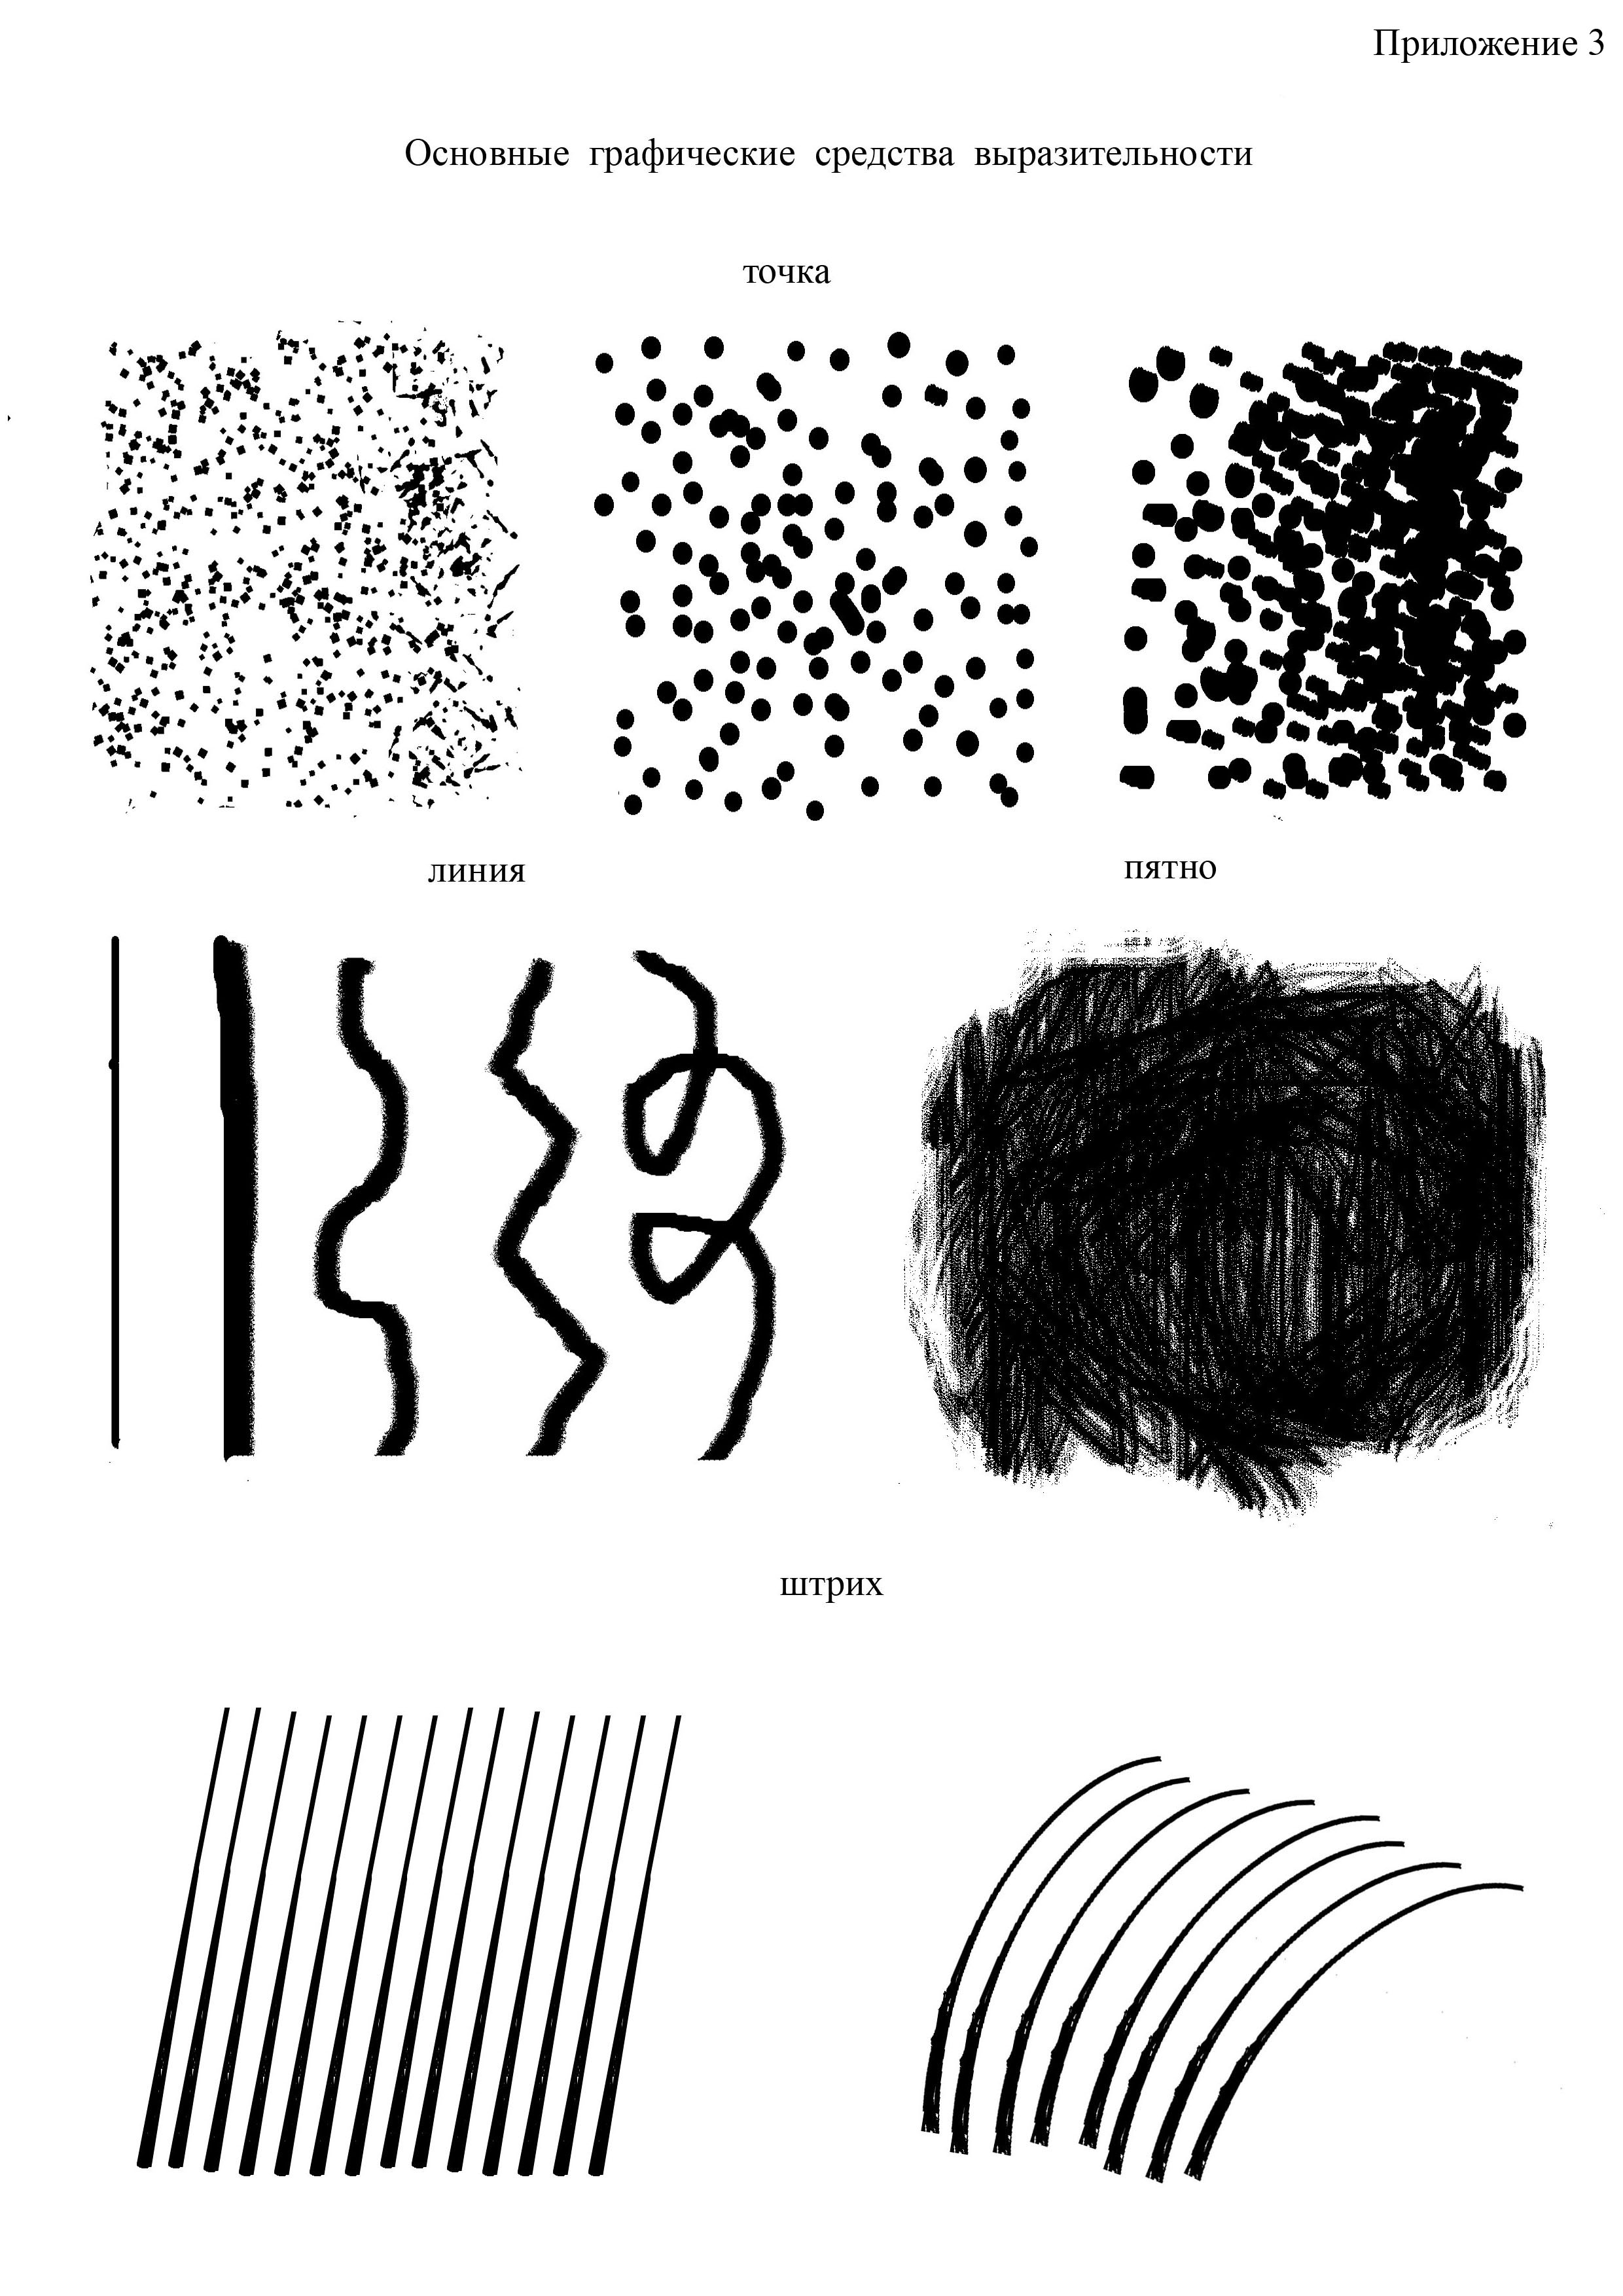 Приложение 3
Основные графические средства выразительности
точка
линия
пятно
штрих